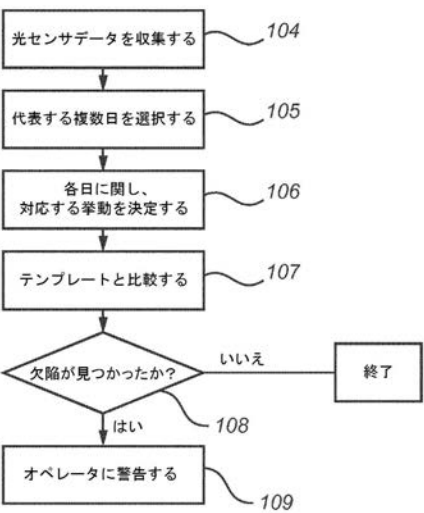 光センサデータを収集する
104
代表する複数日を選択する
105
各日に関し、
対応する挙動を決定する
106
テンプレートと比較する
107
欠陥が見つかったか?
いいえ
終了
108
はい
オペレータに警告する
109